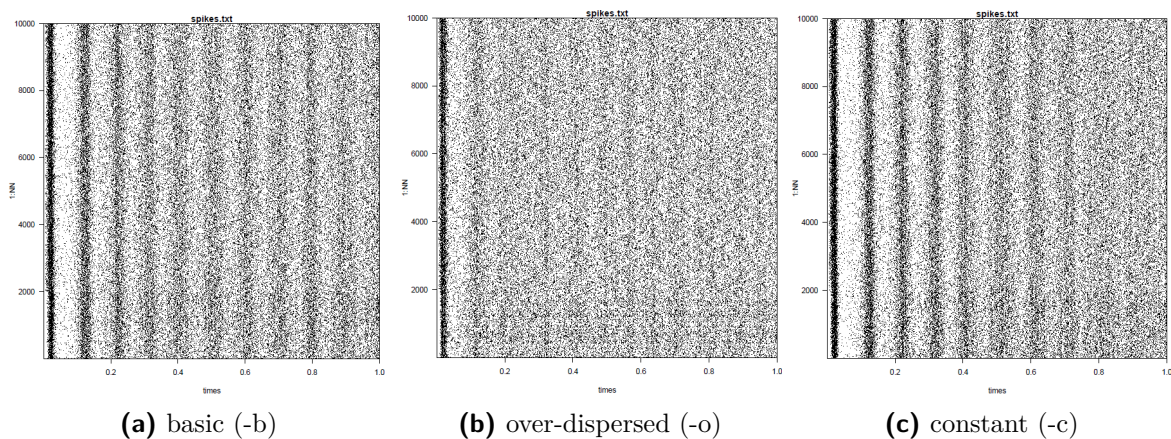 spikes.txt
10000
8000
6000
4000
2000
1:NN
0.2 0.4 0.6 0.8 1.0
times
(a) basic (-b)
spikes.txt
10000
8000
6000
4000
2000
1:NN
0.2 0.4 0.6 0.8 1.0
times
(b) over-dispersed (-o)
spikes.txt
10000
8000
6000
4000
2000
1:NN
0.2 0.4 0.6 0.8 1.0
times
(c) constant (-c)